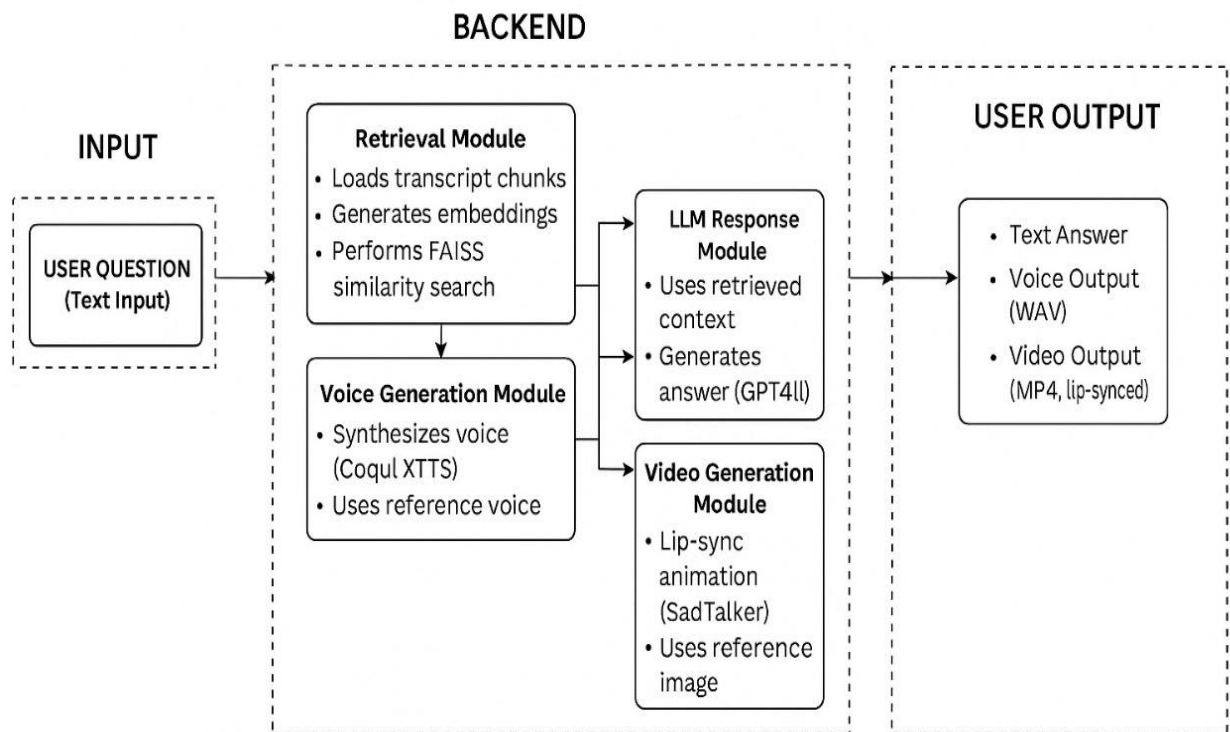 BACKEND
INPUT
USER QUESTION
(Text Input)
Retrieval Module
• Loads transcript chunks
• Generates embeddings
• Performs FAISS
similarity search
Voice Generation Module
• Synthesizes voice
(Coqul XTTS)
• Uses reference voice
LLM Response
Module
• Uses retrieved
context
• Generates
answer (GPT4ll)
Video Generation
Module
• Lip-sync
animation
(SadTalker)
• Uses reference
image
USER OUTPUT
• Text Answer
• Voice Output
(WAV)
• Video Output
(MP4, lip-synced)